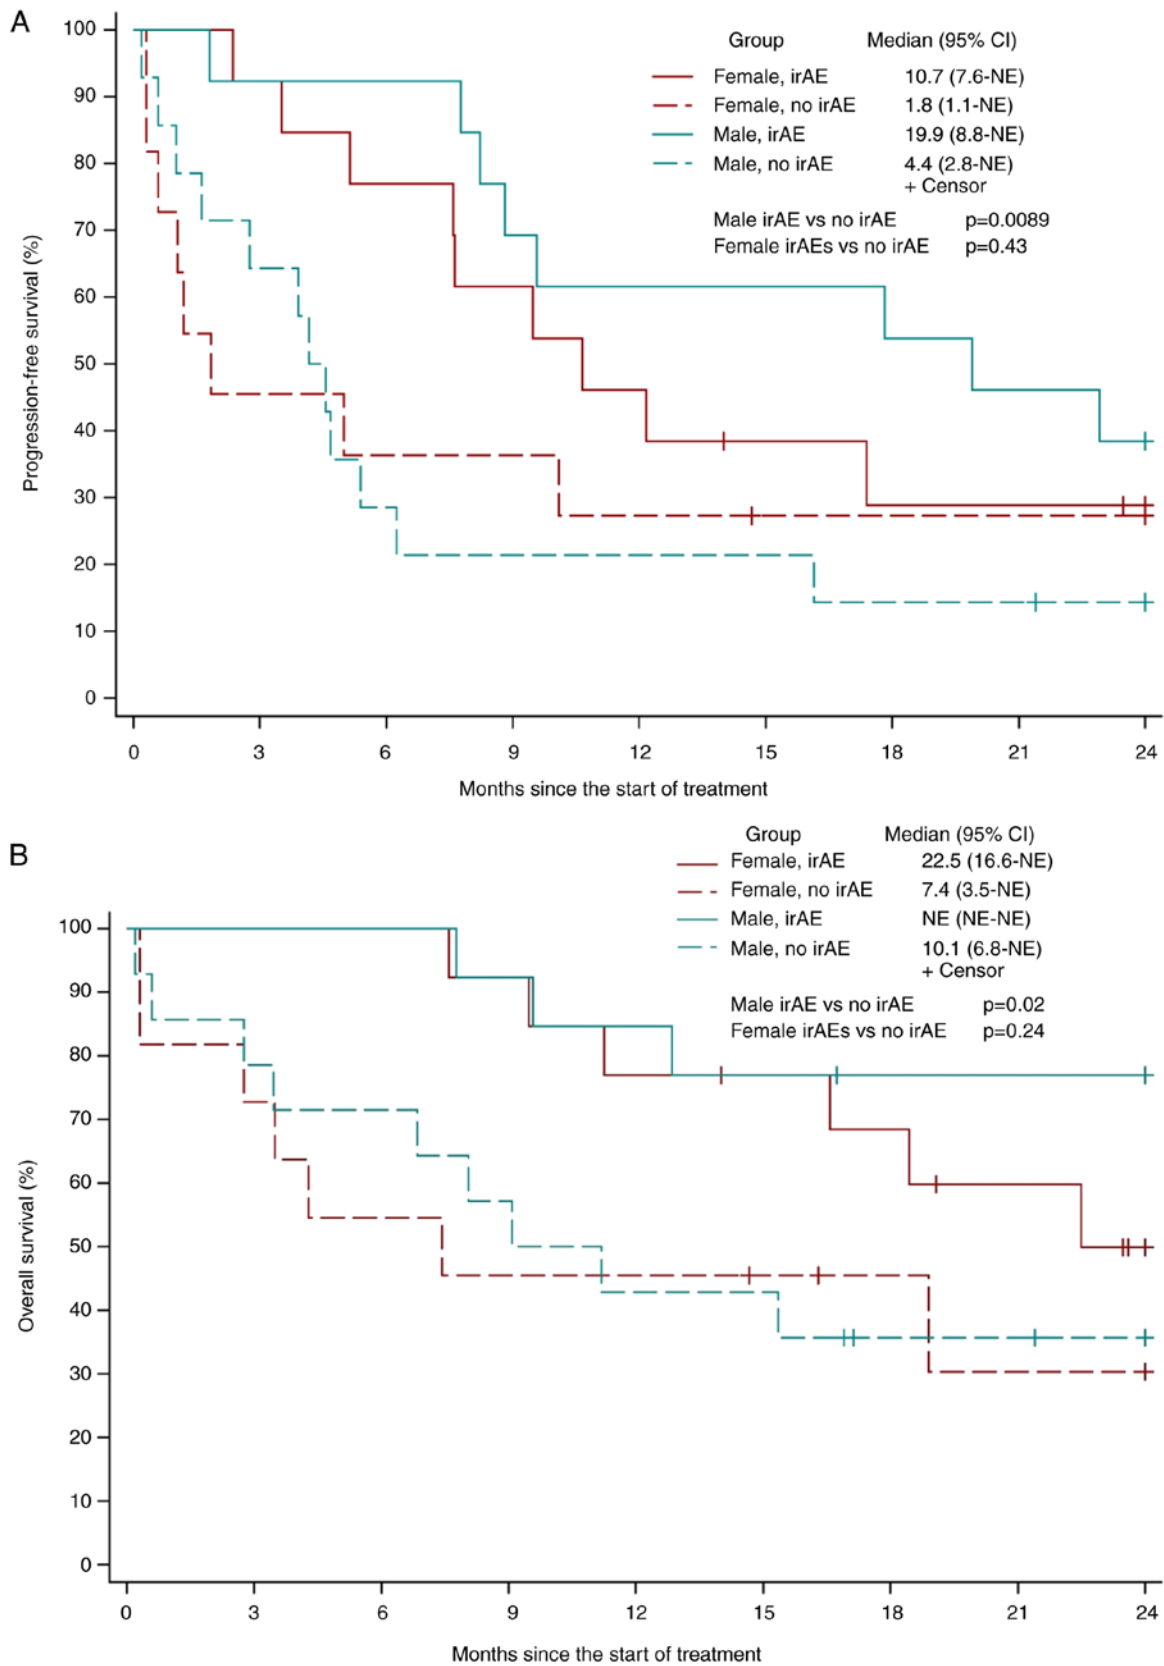 A
Group Median (95% CI)
Female, irAE 10.7 (7.6-NE)
Female, no irAE 1.8 (1.1-NE)
Male, irAE 19.9 (8.8-NE)
Male, no irAE 4.4 (2.8-NE)
+ Censor
Male irAE vs no irAE p=0.0089
Female irAEs vs no irAE p=0.43
Progression-free survival (%)
100
90
80
70
60
50
40
30
20
10
0
0 3 6 9 12 15 18 21 24
Months since the start of treatment
B
Group Median (95% CI)
Female, irAE 22.5 (16.6-NE)
Female, no irAE 7.4 (3.5-NE)
Male, irAE NE (NE-NE)
Male, no irAE 10.1 (6.8-NE)
+ Censor
Male irAE vs no irAE p=0.02
Female irAEs vs no irAE p=0.24
Overall survival (%)
100
90
80
70
60
50
40
30
20
10
0
0 3 6 9 12 15 18 21 24
Months since the start of treatment